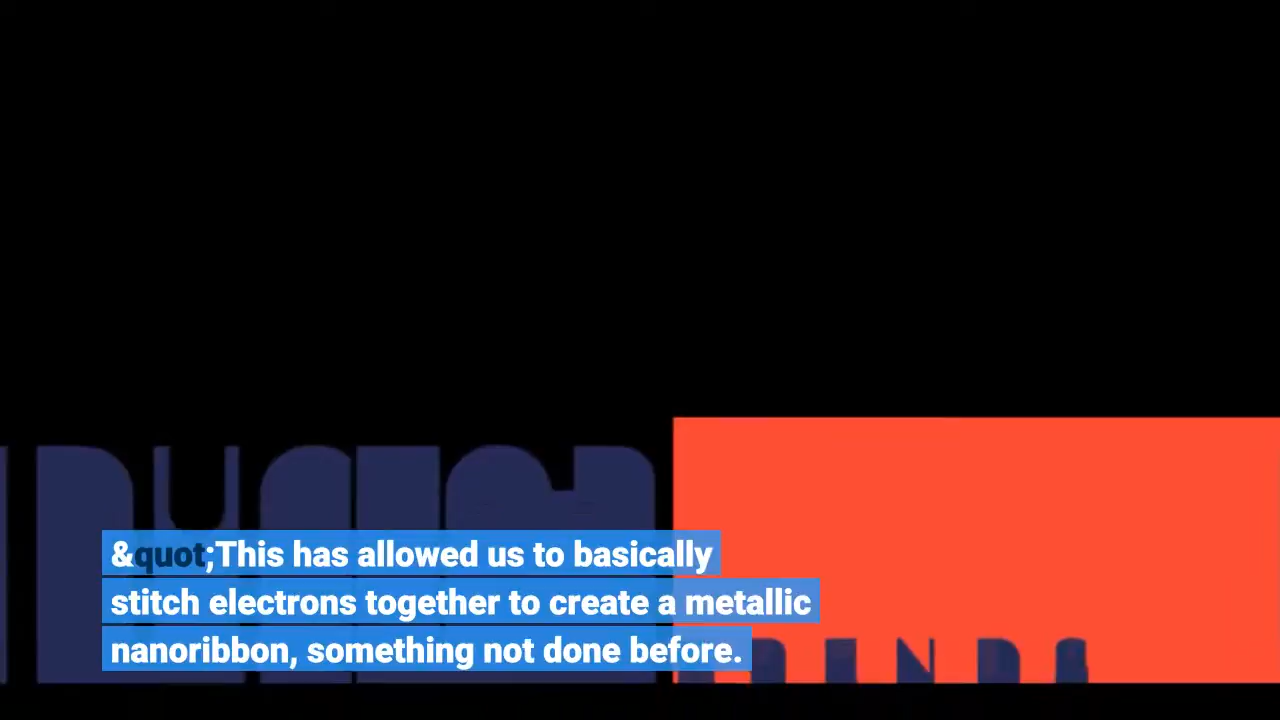 &quot;This has allowed us to basically
stitch electrons together to create a metallic
nanoribbon, something not done before.